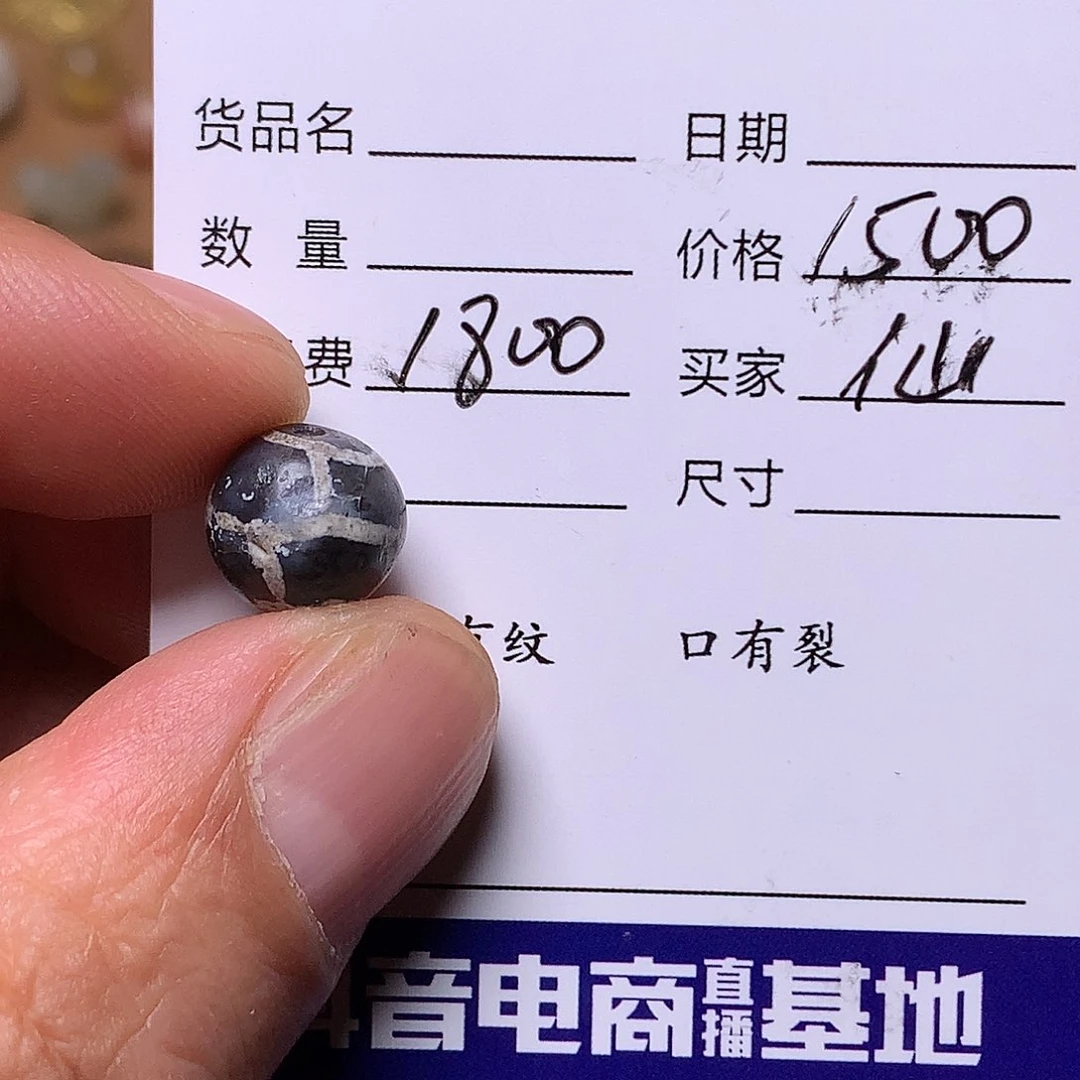 货品名 日期
数 量 价格 1500
费 1800 买家 仙
尺寸
纹 口有裂
音电商直播基地